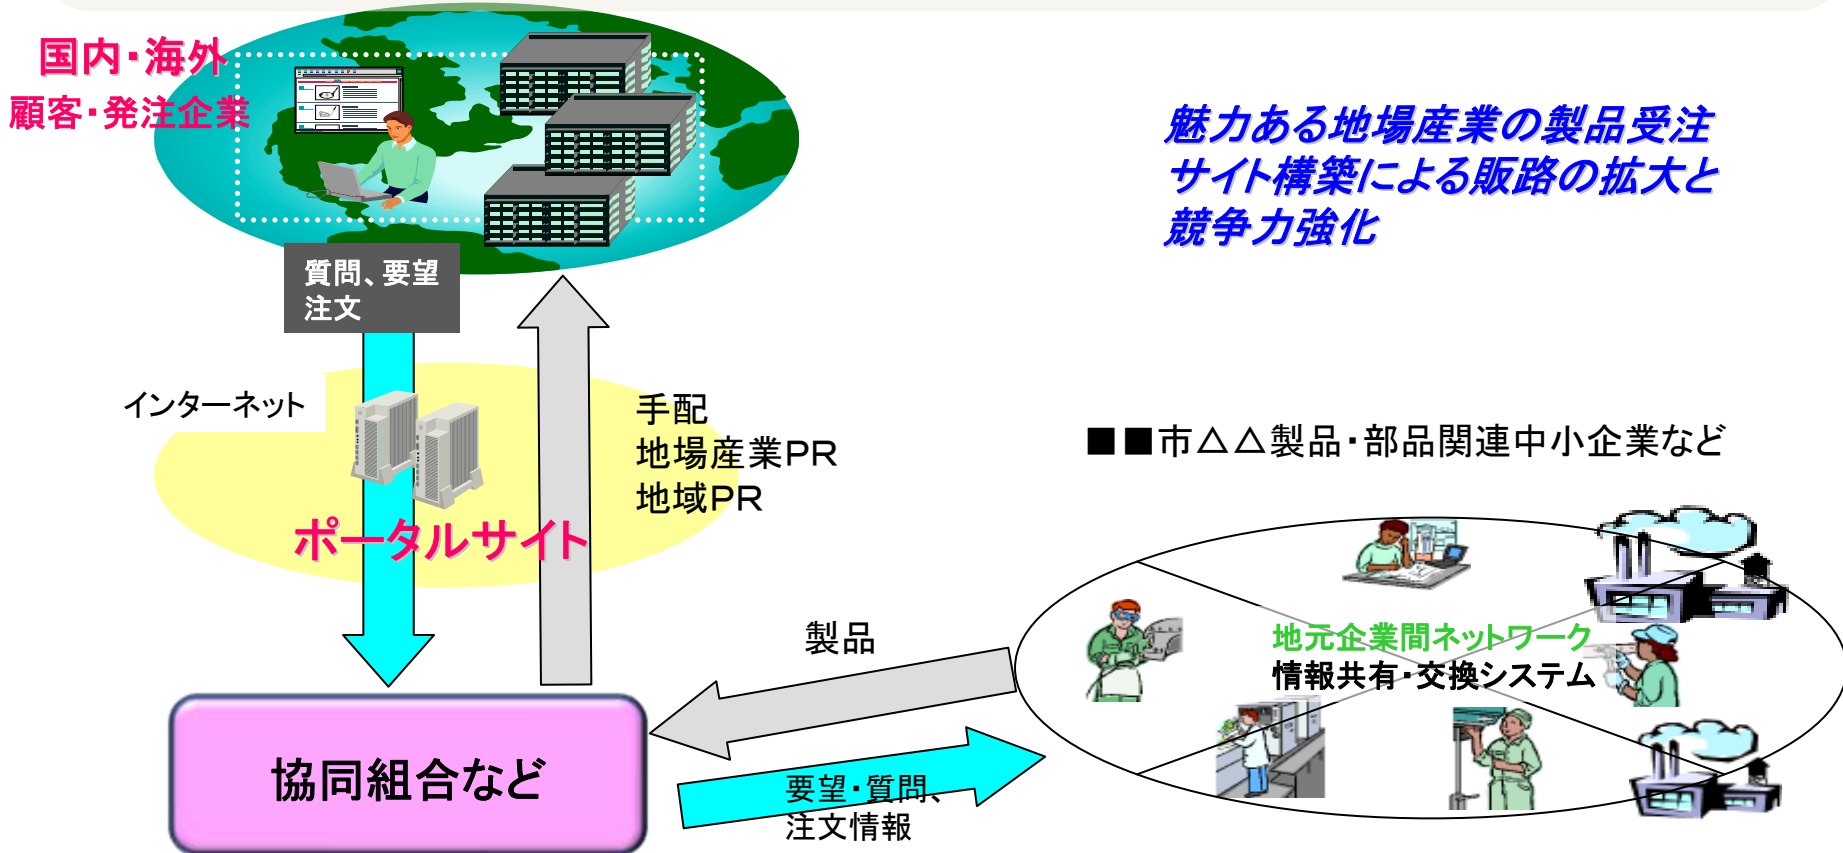 国内・海外
顧客・発注企業
魅力ある地場産業の製品受注
サイト構築による販路の拡大と
競争力強化
質問、要望
注文
インターネット
手配
地場産業PR
地域PR
ポータルサイト
■■市△△製品・部品関連中小企業など
地元企業間ネットワーク
情報共有・交換システム
製品
協同組合など
要望・質問、
注文情報